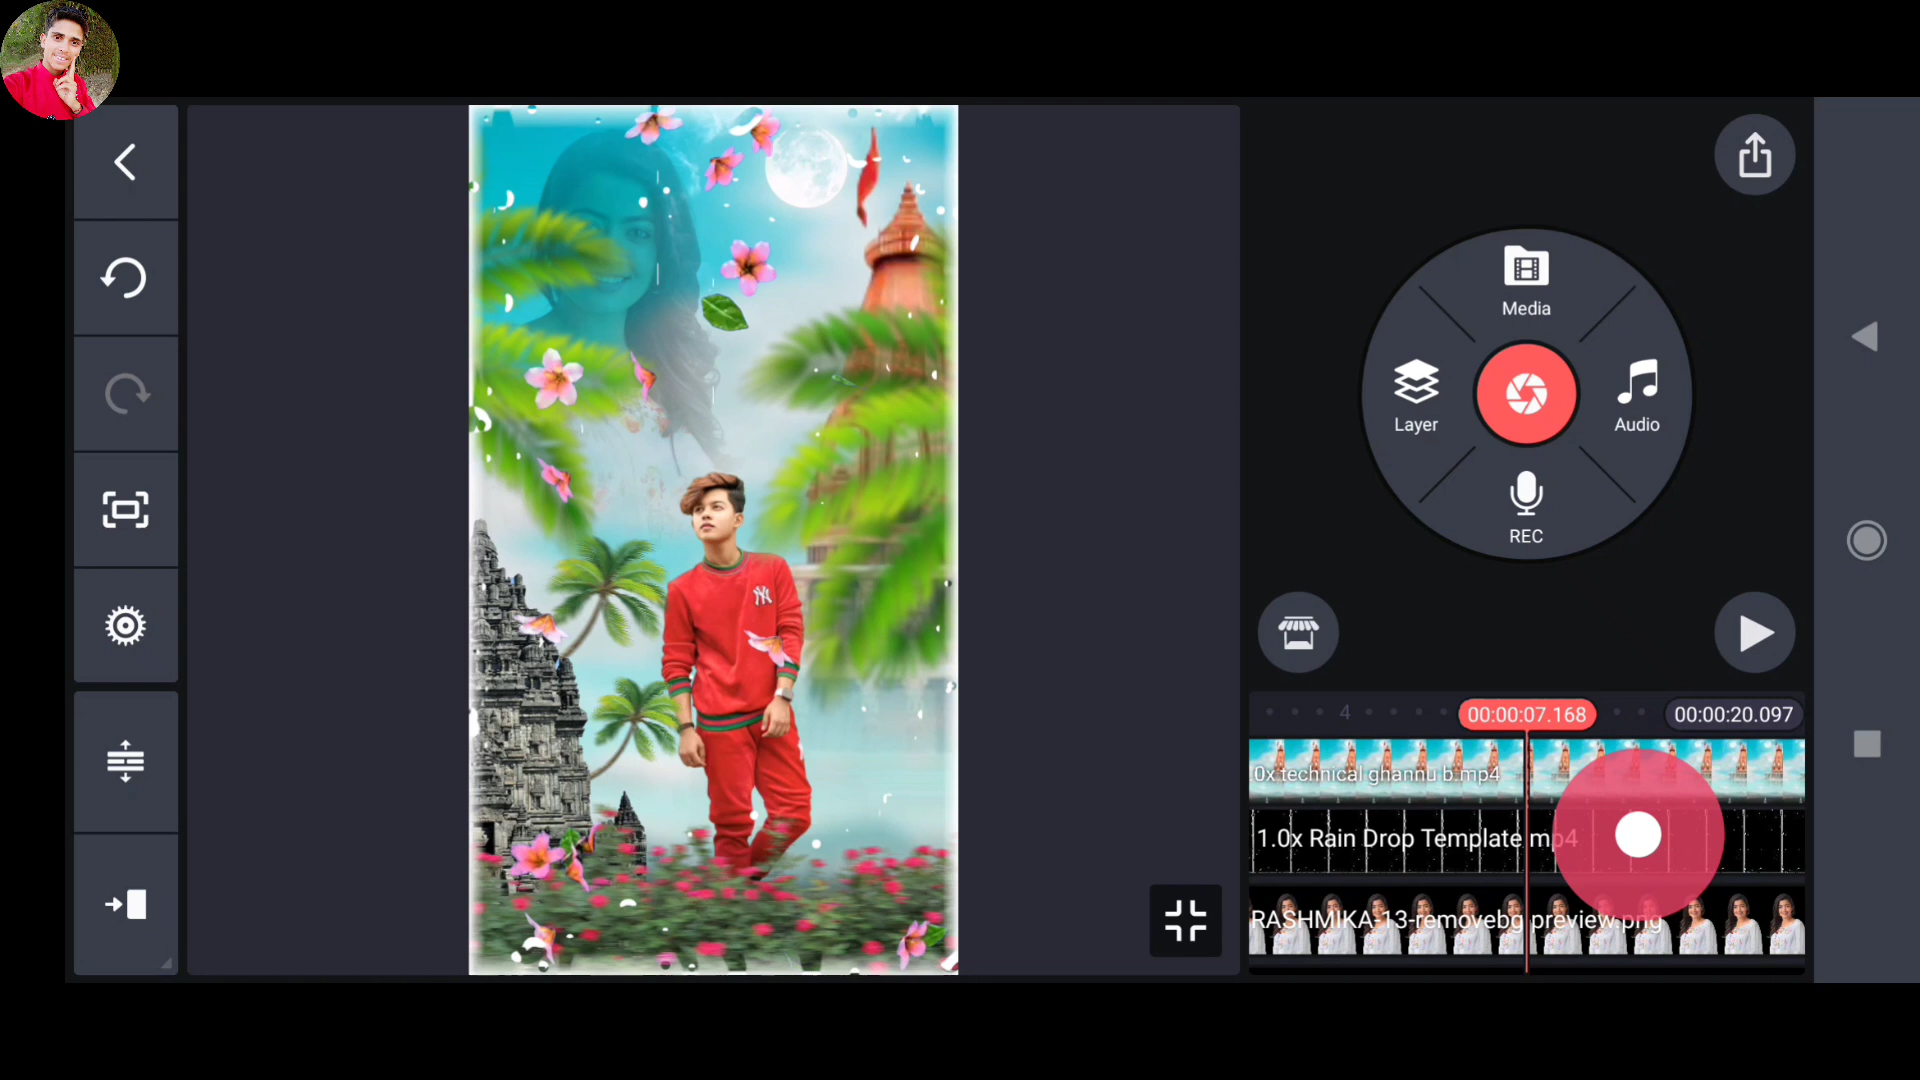 Media
Layer
Audio
REC
4
00:00:07.168
00:00:20.097
0x technical ghannu b.mp4
1.0x Rain Drop Template mp4
RASHMIKA-13-removebg preview.png
NY